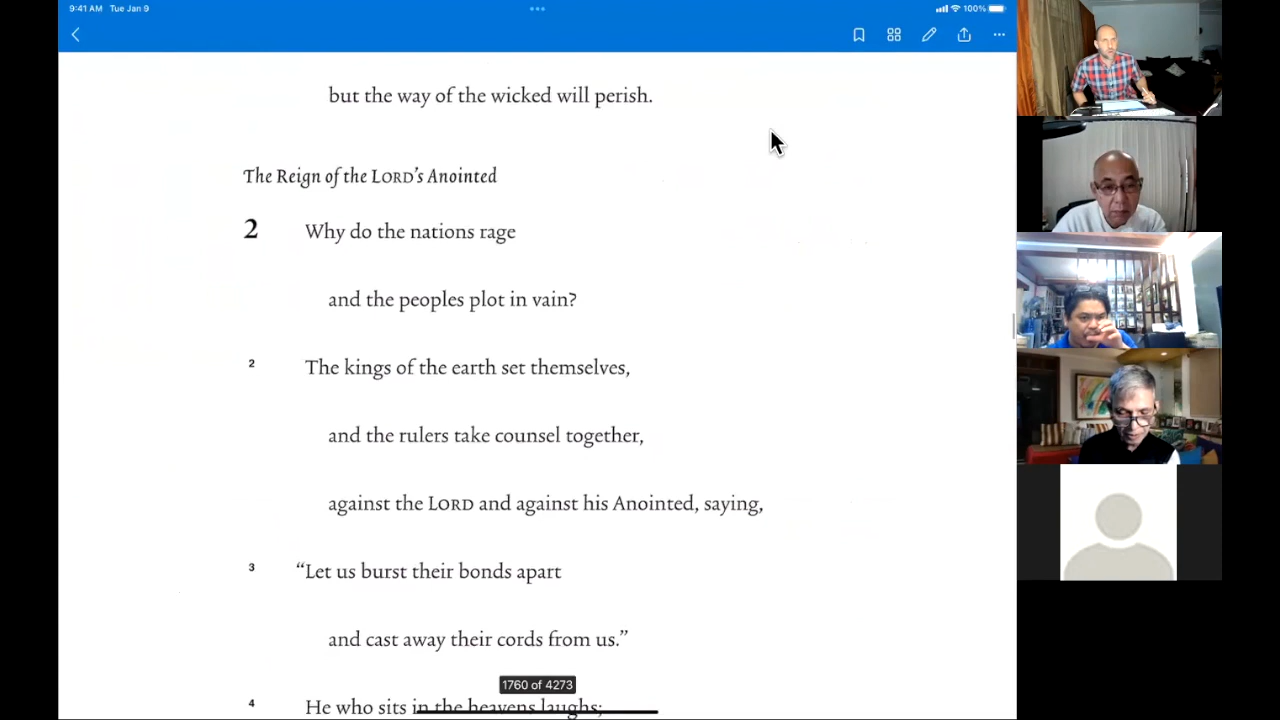 9:41 AM Tue Jan 9
100%
but the way of the wicked will perish.
The Reign of the LORD's Anointed
2 Why do the nations rage
and the peoples plot in vain?
2 The kings of the earth set themselves,
and the rulers take counsel together,
against the LORD and against his Anointed, saying,
3 “Let us burst their bonds apart
and cast away their cords from us.”
1760 of 4273
4 He who sits in the heavens laughs;